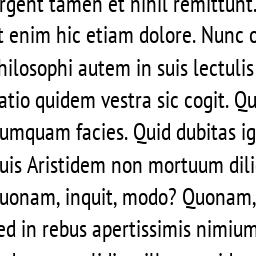 rgent tamen et nihil remittunt.
t enim hic etiam dolore. Nunc
hilosophi autem in suis lectulis
atio quidem vestra sic cogit. Qu
umquam facies. Quid dubitas ig
uis Aristidem non mortuum dili
uonam, inquit, modo? Quonam,
ed in rebus apertissimis nimium